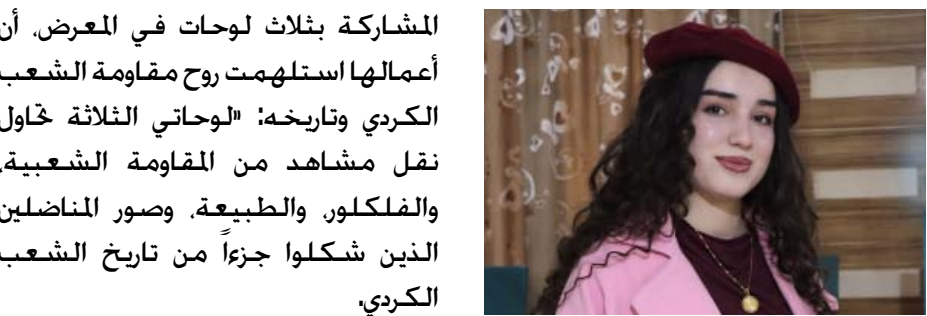 المشاركة بثلاث لوحات في المعرض، أن
أعمالها استلهمت روح مقاومة الشعب
الكردي وتاريخه: «لوحاتي الثلاثة تحاول
نقل مشاهد من المقاومة الشعبية،
والفلكلور، والطبيعة، وصور المناضلين
الذين شكلوا جزءاً من تاريخ الشعب
الكردي.